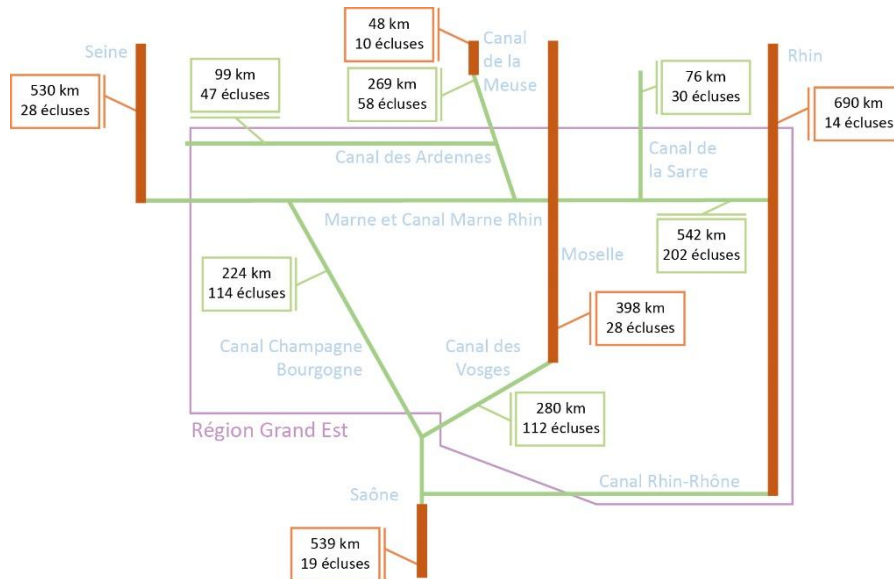 Seine
530 km
28 écluses
99 km
47 écluses
48 km
10 écluses
Canal
de la
Meuse
269 km
58 écluses
76 km
30 écluses
Rhin
690 km
14 écluses
Canal des Ardennes
Canal de
la Sarre
Marne et Canal Marne Rhin
542 km
202 écluses
224 km
114 écluses
Moselle
398 km
28 écluses
Canal Champagne
Bourgogne
Canal des
Vosges
280 km
112 écluses
Région Grand Est
Canal Rhin-Rhône
Saône
539 km
19 écluses